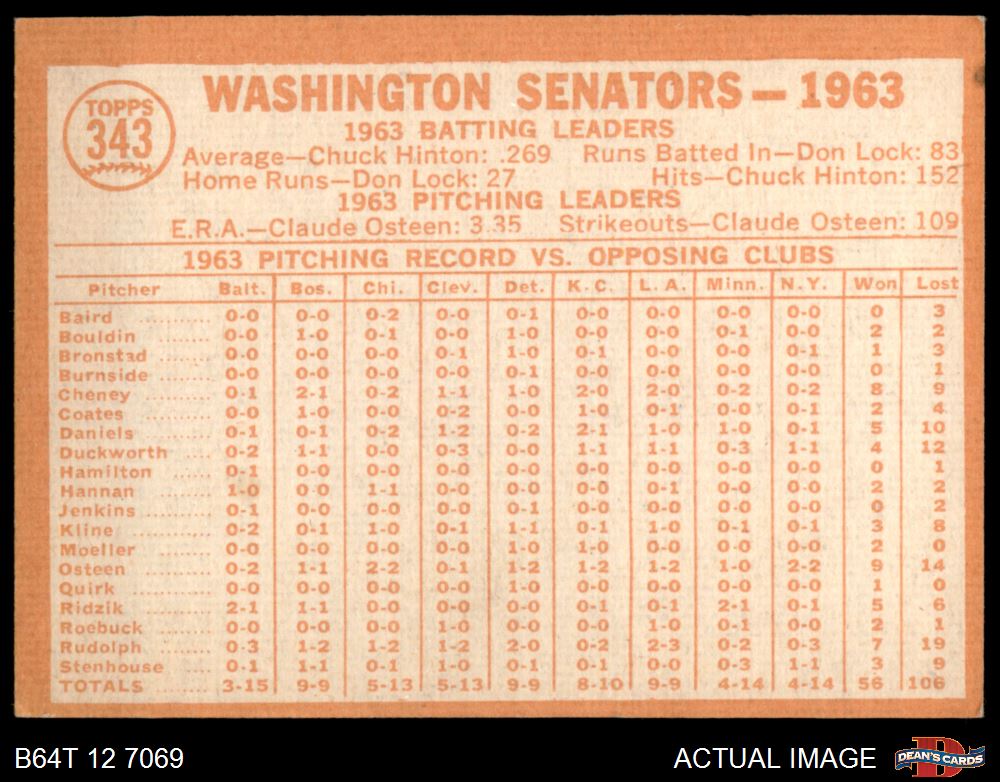 TOPPS
343
WASHINGTON SENATORS — 1963
1963 BATTING LEADERS
Average—Chuck Hinton: .269 Runs Batted In—Don Lock: 83
Home Runs—Don Lock: 27 Hits—Chuck Hinton: 152
1963 PITCHING LEADERS
E.R.A.—Claude Osteen: 3.35 Strikeouts—Claude Osteen: 109
1963 PITCHING RECORD VS. OPPOSING CLUBS
Pitcher Balt. Bos. Chi. Clev. Det. K.C. L.A. Minn. N.Y. Won Lost
Baird .......... 0-0 0-0 0-2 0-0 0-1 0-0 0-0 0-0 0-0 0 3
Bouldin ........ 0-0 1-0 0-1 0-0 1-0 0-0 0-0 0-1 0-0 2 2
Bronstad ....... 0-0 0-0 0-0 0-1 1-0 0-1 0-0 0-0 0-1 1 3
Burnside ....... 0-0 0-0 0-0 0-0 0-1 0-0 0-0 0-0 0-0 0 1
Cheney ......... 0-1 2-1 0-2 1-1 1-0 2-0 2-0 0-2 0-2 8 9
Coates ......... 0-0 1-0 0-0 0-2 0-0 1-0 0-1 0-0 0-1 2 4
Daniels ........ 0-1 0-1 0-2 1-2 0-2 2-1 1-0 1-0 0-1 5 10
Duckworth .... 0-2 1-1 0-0 0-3 0-0 1-1 1-1 0-3 1-1 4 12
Hamilton ...... 0-1 0-0 0-0 0-0 0-0 0-0 0-0 0-0 0-0 0 1
Hannan ........ 1-0 0-0 1-1 0-0 0-0 0-0 0-1 0-0 0-0 2 2
Jenkins ........ 0-1 0-0 0-0 0-0 0-1 0-0 0-0 0-0 0-0 0 2
Kline .......... 0-2 0-1 1-0 0-1 1-1 0-1 1-0 0-1 0-1 3 8
Moeller ........ 0-0 0-0 0-0 0-0 1-0 1-0 0-0 0-0 0-0 2 0
Osteen ......... 0-2 1-1 2-2 0-1 1-2 1-2 1-2 1-0 2-2 9 14
Quirk .......... 0-0 0-0 0-0 0-0 1-0 0-0 0-0 0-0 0-0 1 0
Ridzik ......... 2-1 1-1 0-0 0-0 0-0 0-1 0-1 2-1 0-1 5 6
Roebuck ....... 0-0 0-0 0-0 1-0 0-0 0-0 1-0 0-1 0-0 2 1
Rudolph ....... 0-3 1-2 1-2 1-2 2-0 0-2 2-3 0-2 0-3 7 19
Stenhouse .... 0-1 1-1 0-1 1-0 0-1 0-1 0-0 0-3 1-1 3 9
TOTALS ........ 3-15 9-9 5-13 5-13 9-9 8-10 9-9 4-14 4-14 56 106
B64T 12 7069 ACTUAL IMAGE
D
DEAN'S CARDS